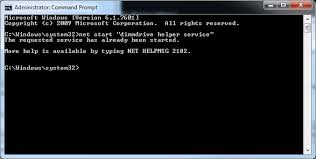 Administrator: Command Prompt
Microsoft Windows [Version 6.1.7601]
Copyright (c) 2009 Microsoft Corporation. All rights reserved.
C:\Windows\system32>net start "dimmdrive helper service"
The requested service has already been started.
More help is available by typing NET HELPMSG 2182.
C:\Windows\system32>